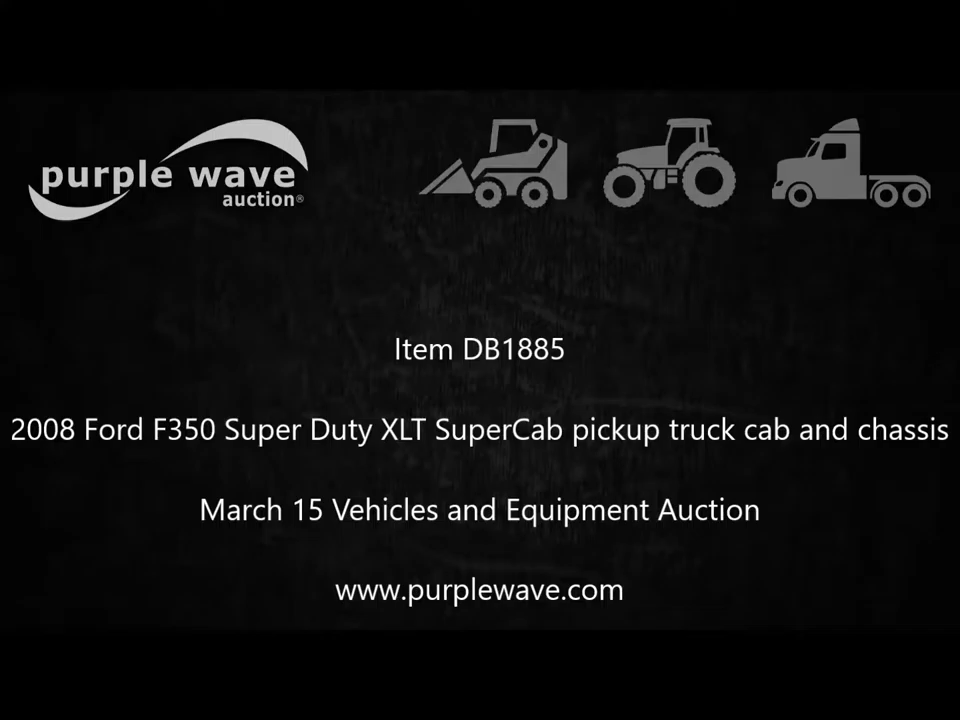 purple wave
auction®
Item DB1885
2008 Ford F350 Super Duty XLT SuperCab pickup truck cab and chassis
March 15 Vehicles and Equipment Auction
www.purplewave.com